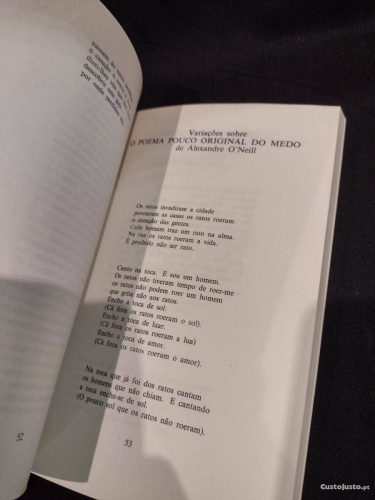 por onde
52
Variações sobre
O POEMA POUCO ORIGINAL DO MEDO
de Alexandre O'Neill
Os ratos invadiram a cidade
povoaram as casas os ratos roeram
o coração das gentes.
Cada homem traz um rato na alma.
Na rua os ratos roeram a vida.
É proibido não ser rato.
Canto na toca. E sou um homem.
Os ratos não tiveram tempo de roer-me
os ratos não podem roer um homem
que grita não aos ratos.
Encho a toca de sol.
(Cá fora os ratos roeram o sol).
Encho a toca de luar.
(Cá fora os ratos roeram a lua)
Encho a toca de amor.
(Cá fora os ratos roeram o amor).
Na toca que já foi dos ratos cantam
os homens que não chiam. E cantando
a toca enche-se de sol.
(O pouco sol que os ratos não roeram).
53
CustoJusto.pt